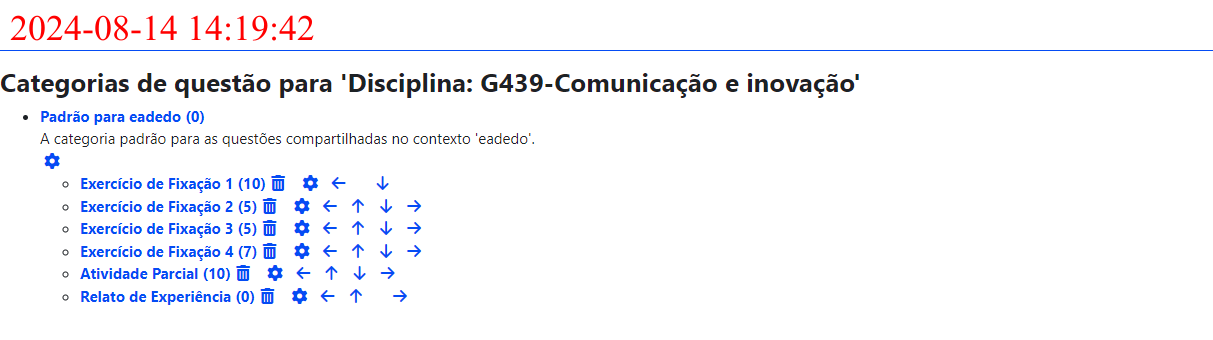 2024-08-14 14:19:42
Categorias de questão para 'Disciplina: G439-Comunicação e inovação'
Padrão para eadedo (0)
A categoria padrão para as questões compartilhadas no contexto 'eadedo'.
Exercício de Fixação 1 (10)
Exercício de Fixação 2 (5)
Exercício de Fixação 3 (5)
Exercício de Fixação 4 (7)
Atividade Parcial (10)
Relato de Experiência (0)